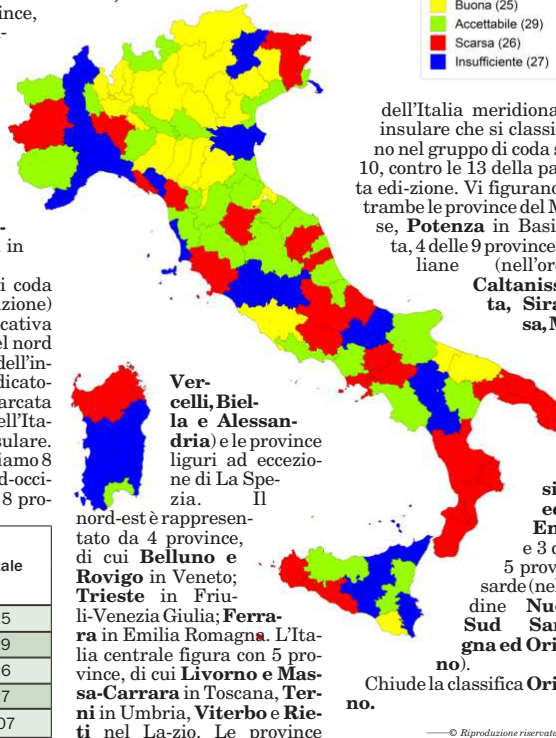 ince,
Buona (25)
Accettabile (29)
Scarsa (26)
Insufficiente (27)
in
i coda
zione)
cativa
el nord
dell'in-
dicato-
arcata
ell'Ita-
sulare.
iamo 8
d-occi-
8 pro-
tale
5
9
6
7
07
Ver-
celli, Biel-
la e Alessan-
dria) e le province
liguri ad eccezio-
ne di La Spe-
zia. Il
nord-est è rappresen-
tato da 4 province,
di cui Belluno e
Rovigo in Veneto;
Trieste in Friu-
li-Venezia Giulia; Ferra-
ra in Emilia Romagna. L'Ita-
lia centrale figura con 5 pro-
vince, di cui Livorno e Mas-
sa-Carrara in Toscana, Ter-
ni in Umbria, Viterbo e Rie-
ti nel La-zio. Le province
dell'Italia meridiona
insulare che si classi
no nel gruppo di coda s
10, contro le 13 della pa
ta edi-zione. Vi figuran
trambe le province del M
se, Potenza in Basi
ta, 4 delle 9 province
liane (nell'or
Caltaniss
ta, Sira
sa, M
si
ed
En
e 3 d
5 prov
sarde (nel
dine Nu
Sud Sar
gna ed Ori
no).
Chiude la classifica Ori
no.
© Riproduzione riservat